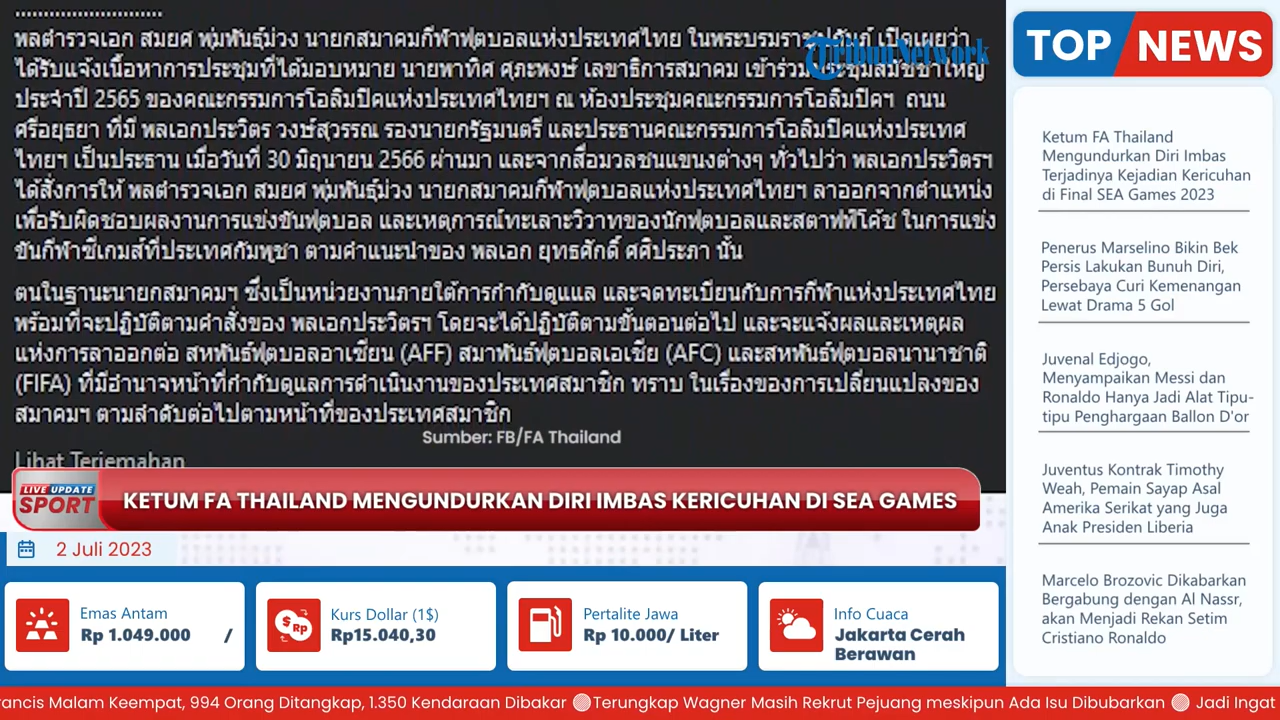 พลตำรวจเอก สมยศ พุ่มพันธุ์ม่วง นายกสมาคมกีฬาฟุตบอลแห่งประเทศไทย ในพระบรมราชูปถัมภ์ เปิดเผยว่า
Tribun Network
ได้รับแจ้งเนื้อหาการประชุมที่ได้มอบหมาย นายพาทิศ ศุภะพงษ์ เลขาธิการสมาคม เข้าร่วมประชุมสมัชชาใหญ่
ประจำปี 2565 ของคณะกรรมการโอลิมปิคแห่งประเทศไทยฯ ณ ห้องประชุมคณะกรรมการโอลิมปิคฯ ถนน
ศรีอยุธยา ที่มี พลเอกประวิตร วงษ์สุวรรณ รองนายกรัฐมนตรี และประธานคณะกรรมการโอลิมปิคแห่งประเทศ
ไทยฯ เป็นประธาน เมื่อวันที่ 30 มิถุนายน 2566 ผ่านมา และจากสื่อมวลชนแขนงต่างๆ ทั่วไปว่า พลเอกประวิตรฯ
ได้สั่งการให้ พลตำรวจเอก สมยศ พุ่มพันธุ์ม่วง นายกสมาคมกีฬาฟุตบอลแห่งประเทศไทยฯ ลาออกจากตำแหน่ง
เพื่อรับผิดชอบผลงานการแข่งขันฟุตบอล และเหตุการณ์ทะเลาะวิวาทของนักฟุตบอลและสตาฟฟ์โค้ช ในการแข่ง
ขันกีฬาซีเกมส์ที่ประเทศกัมพูชา ตามคำแนะนำของ พลเอก ยุทธศักดิ์ ศศิประภา นั้น
ตนในฐานะนายกสมาคมฯ ซึ่งเป็นหน่วยงานภายใต้การกำกับดูแแล และจดทะเบียนกับการกีฬาแห่งประเทศไทย
พร้อมที่จะปฏิบัติตามคำสั่งของ พลเอกประวิตรฯ โดยจะได้ปฏิบัติตามขั้นตอนต่อไป และจะแจ้งผลและเหตุผล
แห่งการลาออกต่อ สหพันธ์ฟุตบอลอาเซียน (AFF) สมาพันธ์ฟุตบอลเอเชีย (AFC) และสหพันธ์ฟุตบอลนานาชาติ
(FIFA) ที่มีอำนาจหน้าที่กำกับดูแลการดำเนินงานของประเทศสมาชิก ทราบ ในเรื่องของการเปลี่ยนแปลงของ
สมาคมฯ ตามลำดับต่อไปตามหน้าที่ของประเทศสมาชิก
Sumber: FB/FA Thailand
Lihat Terjemahan
LIVE UPDATE
SPORT
KETUM FA THAILAND MENGUNDURKAN DIRI IMBAS KERICUHAN DI SEA GAMES
2 Juli 2023
Emas Antam
Rp 1.049.000 /
Kurs Dollar (1$)
Rp15.040,30
Pertalite Jawa
Rp 10.000/ Liter
Info Cuaca
Jakarta Cerah
Berawan
TOP NEWS
Ketum FA Thailand
Mengundurkan Diri Imbas
Terjadinya Kejadian Kericuhan
di Final SEA Games 2023
Penerus Marselino Bikin Bek
Persis Lakukan Bunuh Diri,
Persebaya Curi Kemenangan
Lewat Drama 5 Gol
Juvenal Edjogo,
Menyampaikan Messi dan
Ronaldo Hanya Jadi Alat Tipu-
tipu Penghargaan Ballon D'or
Juventus Kontrak Timothy
Weah, Pemain Sayap Asal
Amerika Serikat yang Juga
Anak Presiden Liberia
Marcelo Brozovic Dikabarkan
Bergabung dengan Al Nassr,
akan Menjadi Rekan Setim
Cristiano Ronaldo
rancis Malam Keempat, 994 Orang Ditangkap, 1.350 Kendaraan Dibakar Terungkap Wagner Masih Rekrut Pejuang meskipun Ada Isu Dibubarkan Jadi Ingat